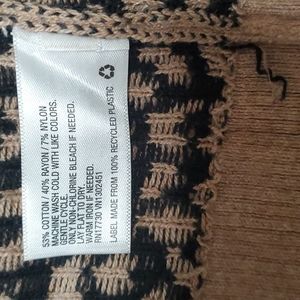 53% COTTON / 40% RAYON / 7% NYLON
MACHINE WASH COLD WITH LIKE COLORS.
GENTLE CYCLE.
ONLY NON-CHLORINE BLEACH IF NEEDED.
LAY FLAT TO DRY.
WARM IRON IF NEEDED.
RN17730 VN1302451
LABEL MADE FROM 100% RECYCLED PLASTIC